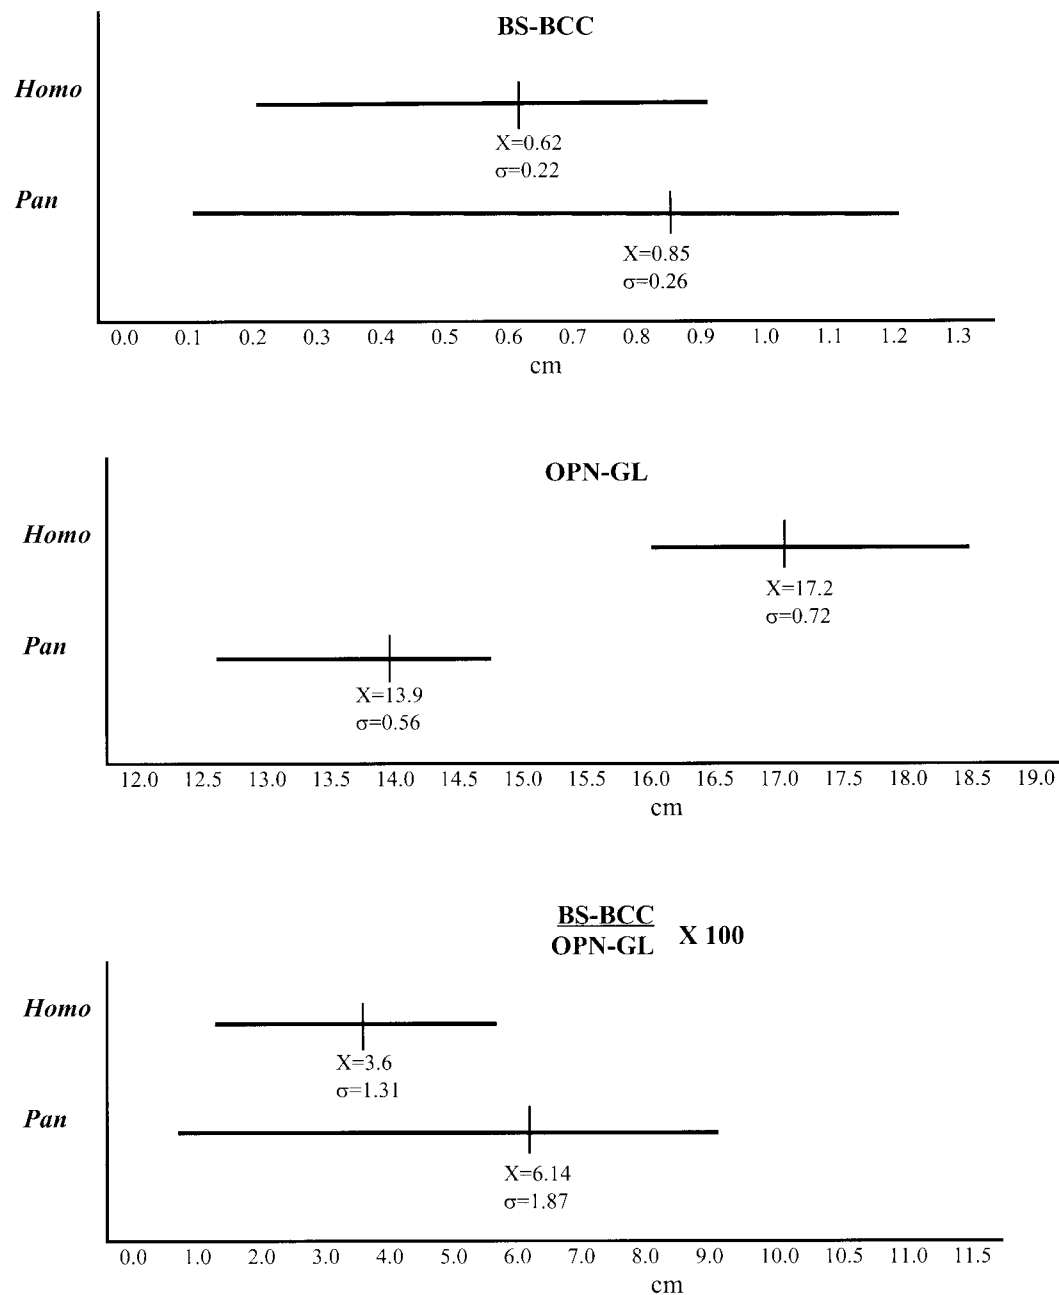 BS-BCC
Homo
X=0.62
σ=0.22
Pan
X=0.85
σ=0.26
0.0 0.1 0.2 0.3 0.4 0.5 0.6 0.7 0.8 0.9 1.0 1.1 1.2 1.3
cm
OPN-GL
Homo
X=17.2
σ=0.72
Pan
X=13.9
σ=0.56
12.0 12.5 13.0 13.5 14.0 14.5 15.0 15.5 16.0 16.5 17.0 17.5 18.0 18.5 19.0
cm
BS-BCC
OPN-GL X 100
Homo
X=3.6
σ=1.31
Pan
X=6.14
σ=1.87
0.0 1.0 2.0 3.0 4.0 5.0 6.0 7.0 8.0 9.0 10.0 10.5 11.0 11.5
cm